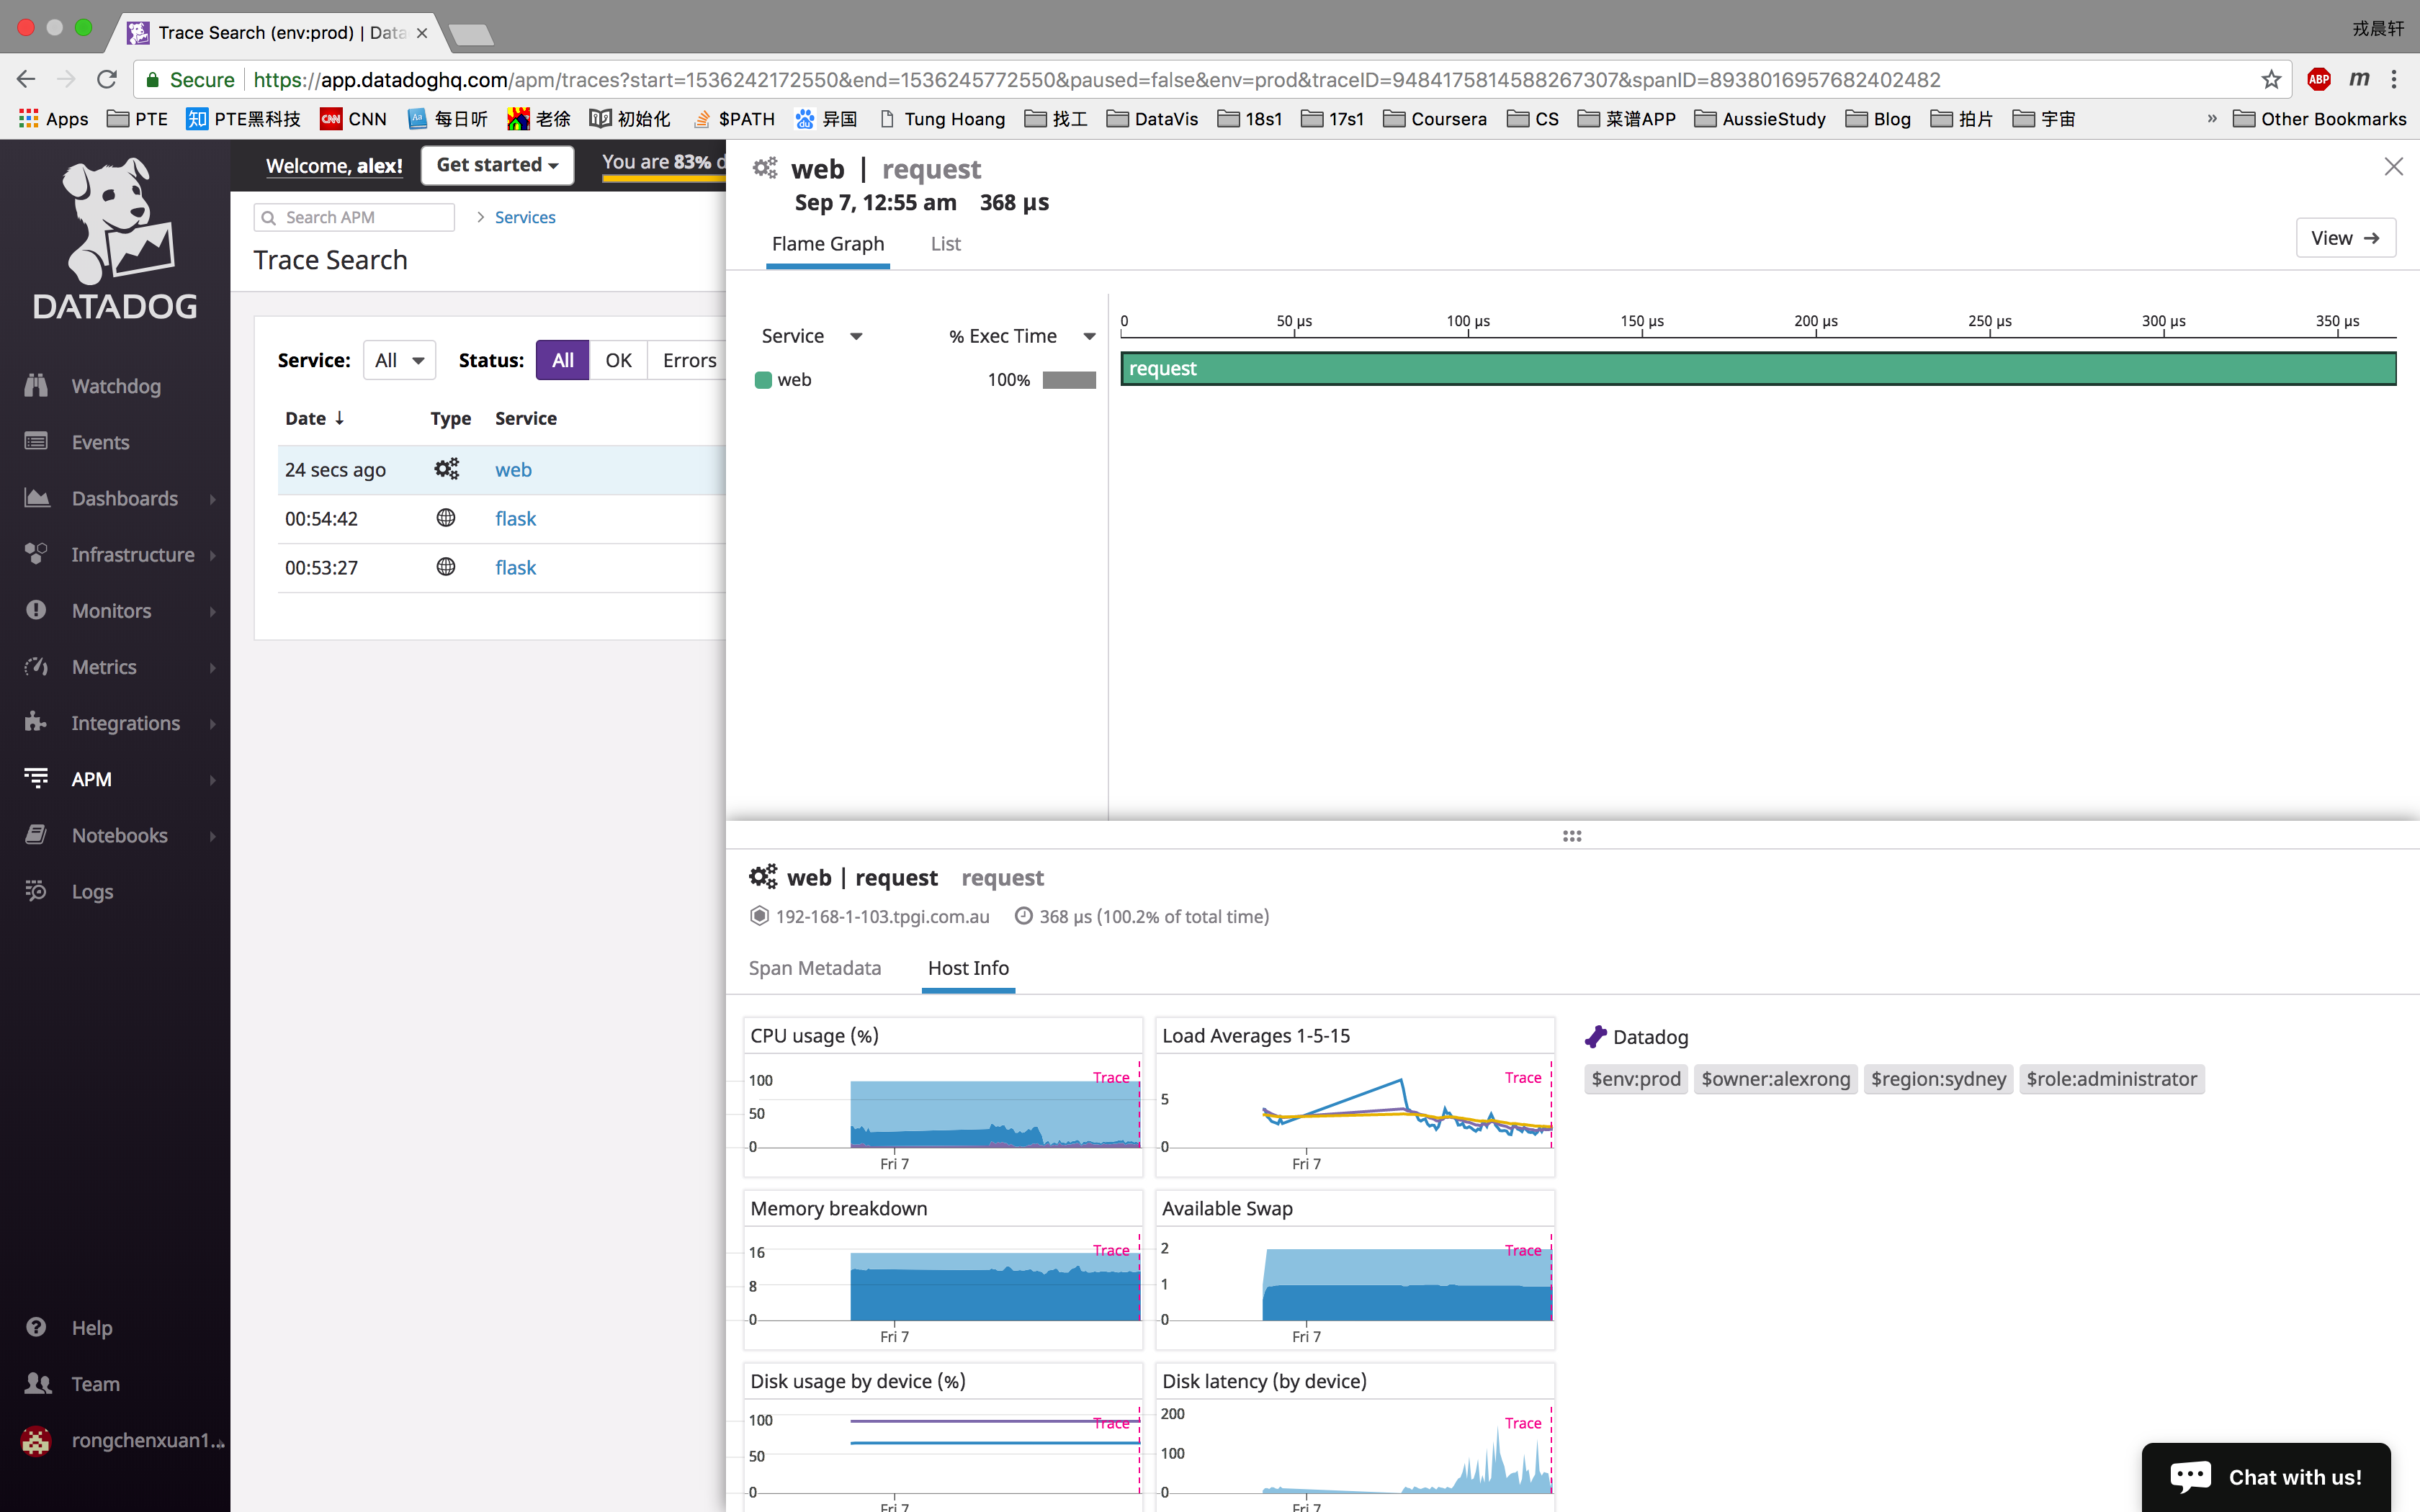 Trace Search (env:prod) | Data
戎晨轩
Secure https://app.datadoghq.com/apm/traces?start=1536242172550&end=1536245772550&paused=false&env=prod&traceID=9484175814588267307&spanID=8938016957682402482
ABP m
Apps PTE 知 PTE黑科技 CNN CNN 每日听 老徐 初始化 $PATH 异国 Tung Hoang 找工 DataVis 18s1 17s1 Coursera CS 菜谱APP AussieStudy Blog 拍片 宇宙 » Other Bookmarks
DATADOG
Watchdog
Events
Dashboards
Infrastructure
Monitors
Metrics
Integrations
APM
Notebooks
Logs
Help
Team
rongchenxuan1...
Welcome, alex! Get started You are 83% d
Search APM > Services
Trace Search
Service: All Status: All OK Errors
Date ↓ Type Service
24 secs ago web
00:54:42 flask
00:53:27 flask
web | request
Sep 7, 12:55 am 368 µs
Flame Graph List
View →
Service % Exec Time
web 100%
0 50 µs 100 µs 150 µs 200 µs 250 µs 300 µs 350 µs
request
web | request request
192-168-1-103.tpgi.com.au 368 µs (100.2% of total time)
Span Metadata Host Info
CPU usage (%)
100
50
0
Trace
Fri 7
Load Averages 1-5-15
5
0
Trace
Fri 7
Datadog
$env:prod $owner:alexrong $region:sydney $role:administrator
Memory breakdown
16
8
0
Trace
Fri 7
Available Swap
2
1
0
Trace
Fri 7
Disk usage by device (%)
100
50
0
Trace
Fri 7
Disk latency (by device)
200
100
0
Trace
Fri 7
Chat with us!